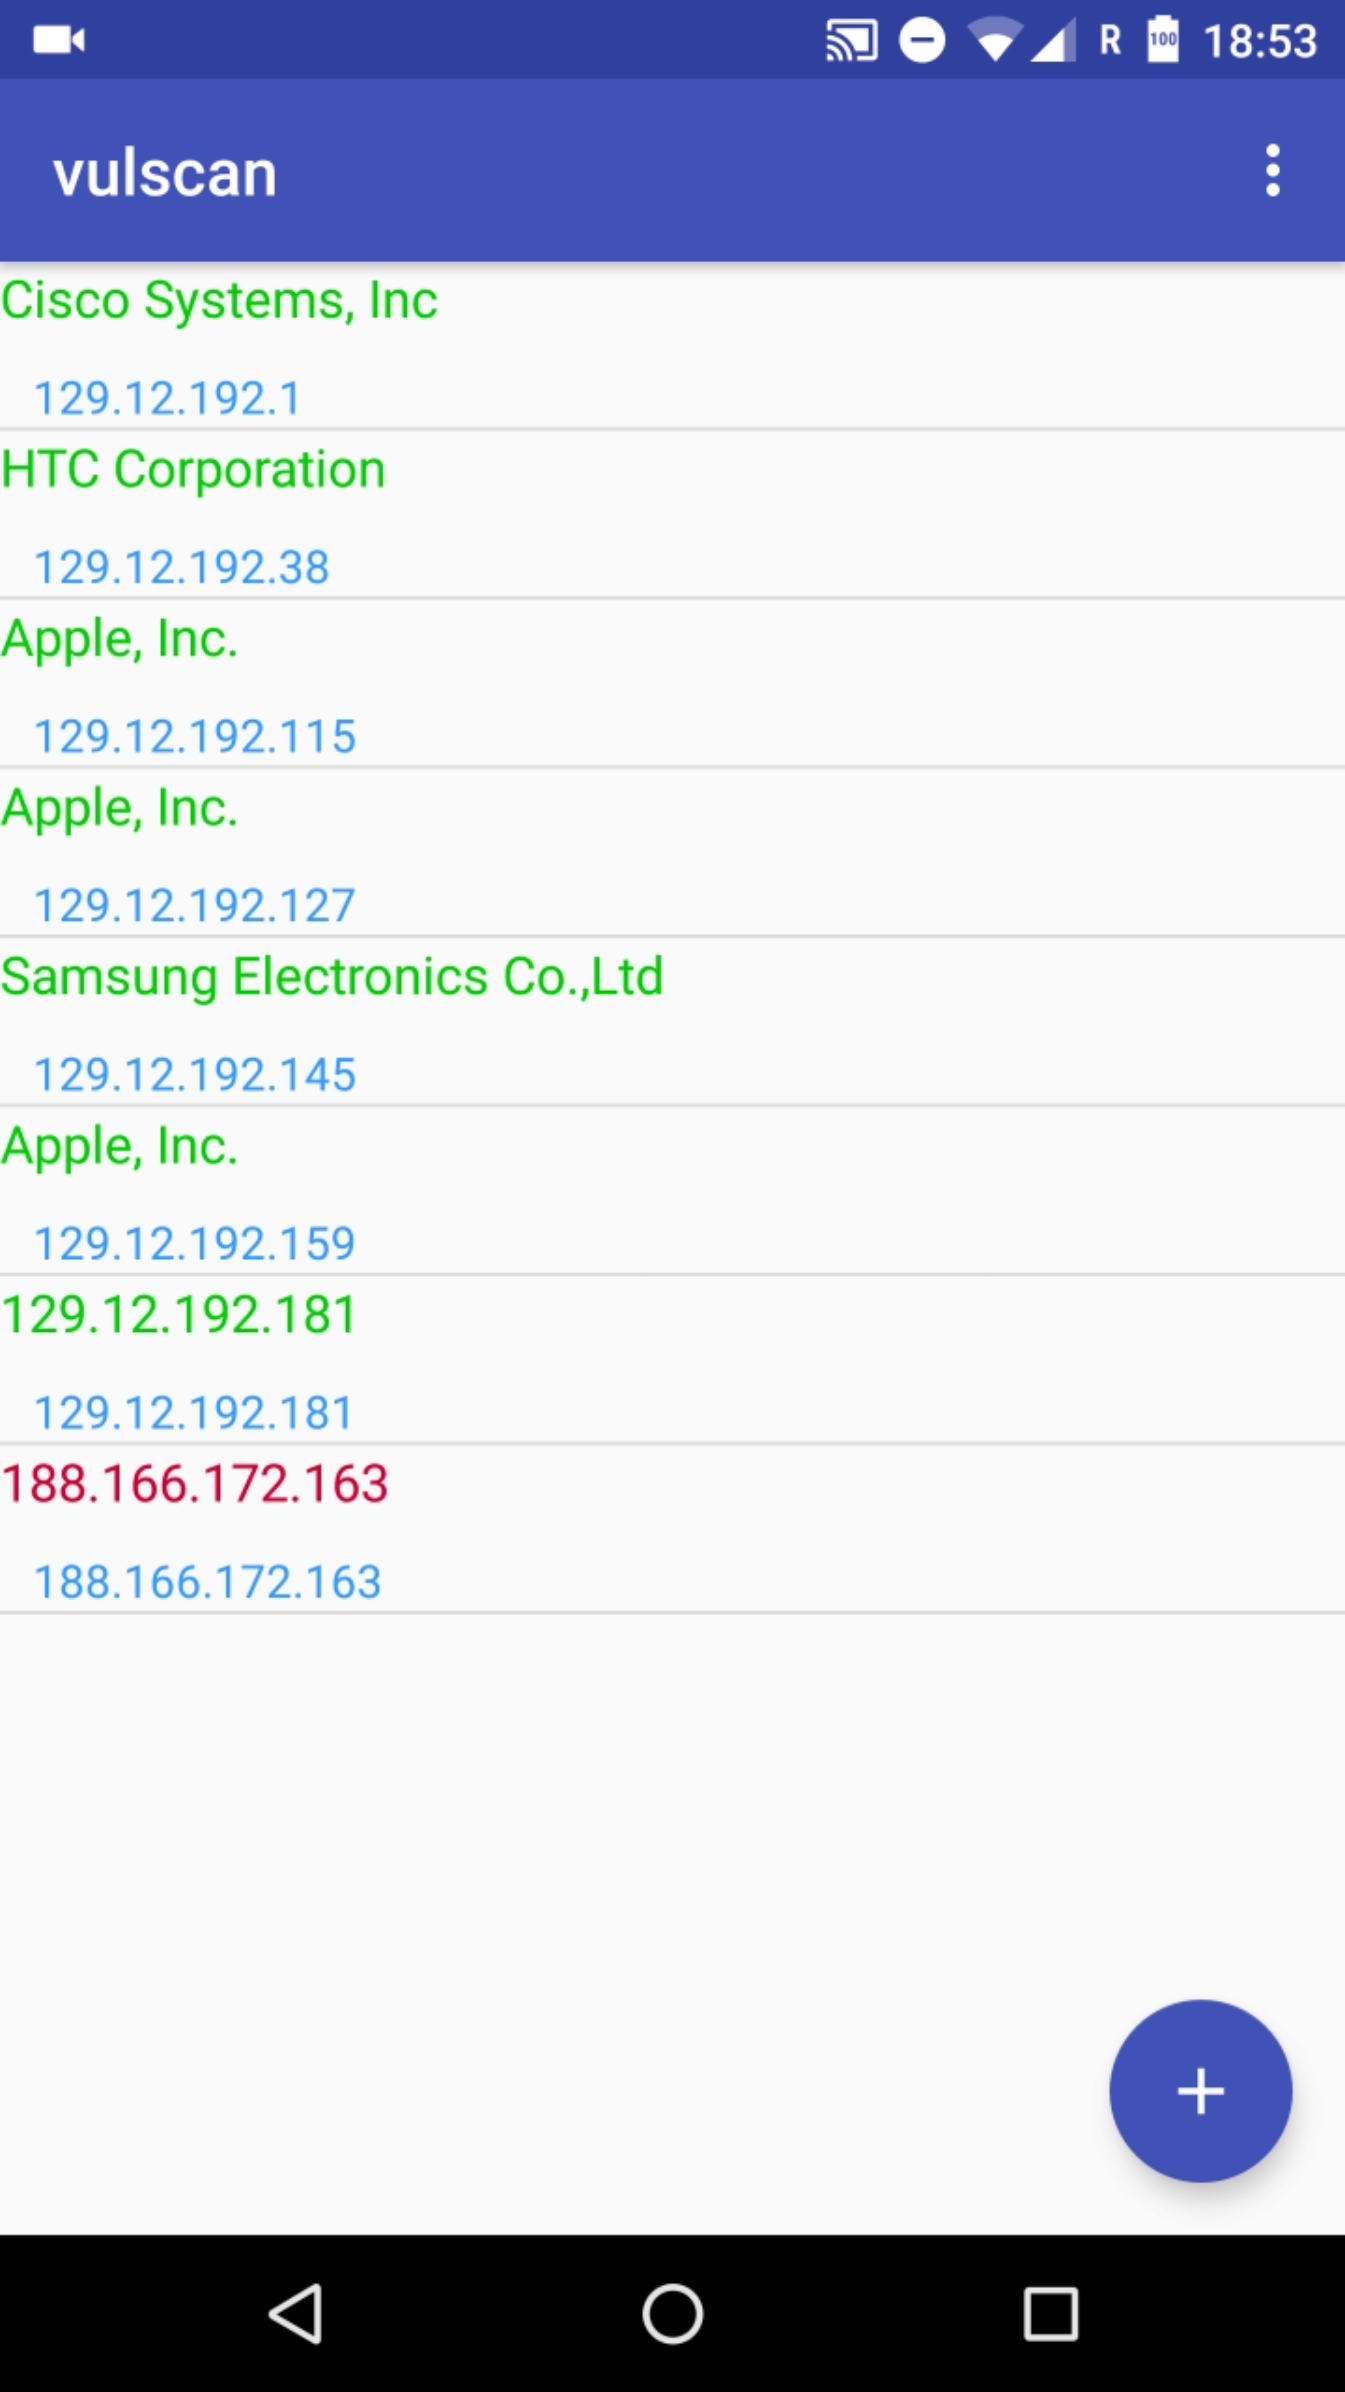 R 100 18:53
vulscan
Cisco Systems, Inc
129.12.192.1
HTC Corporation
129.12.192.38
Apple, Inc.
129.12.192.115
Apple, Inc.
129.12.192.127
Samsung Electronics Co.,Ltd
129.12.192.145
Apple, Inc.
129.12.192.159
129.12.192.181
129.12.192.181
188.166.172.163
188.166.172.163